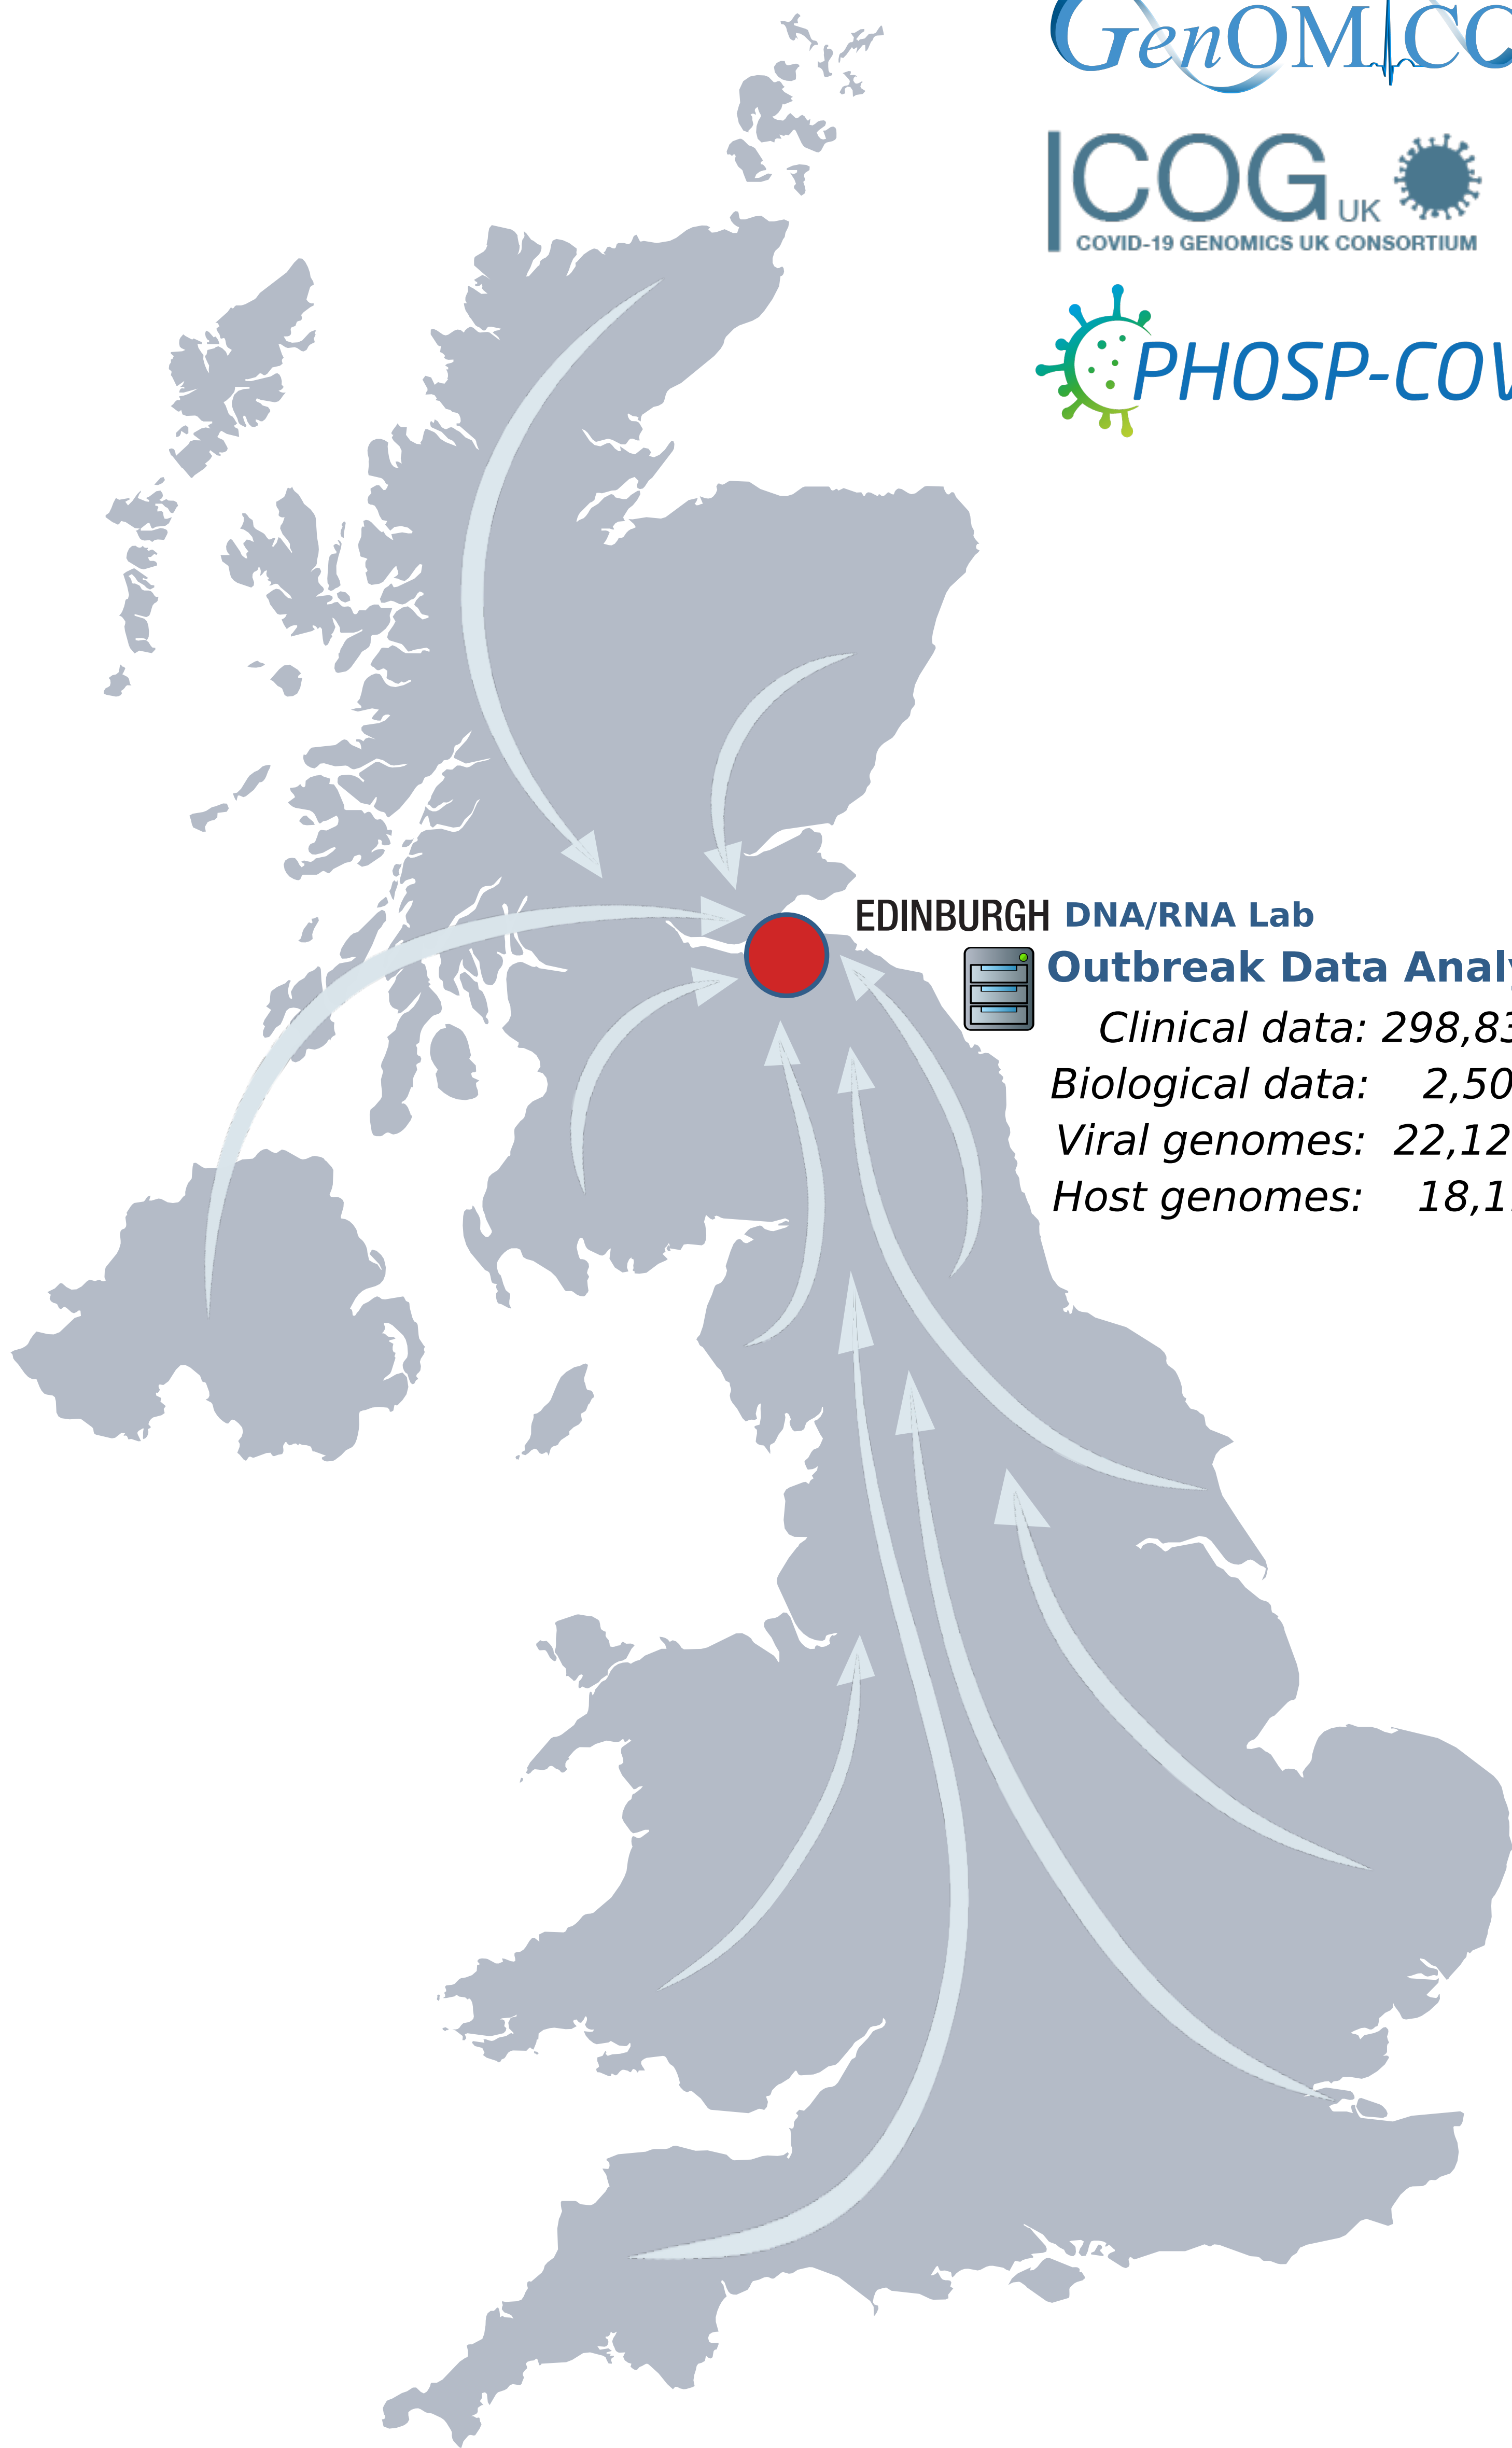 GenOMICC
COG UK
COVID-19 GENOMICS UK CONSORTIUM
PHOSP-COV
EDINBURGH DNA/RNA Lab
Outbreak Data Analy
Clinical data: 298,83
Biological data: 2,50
Viral genomes: 22,12
Host genomes: 18,1